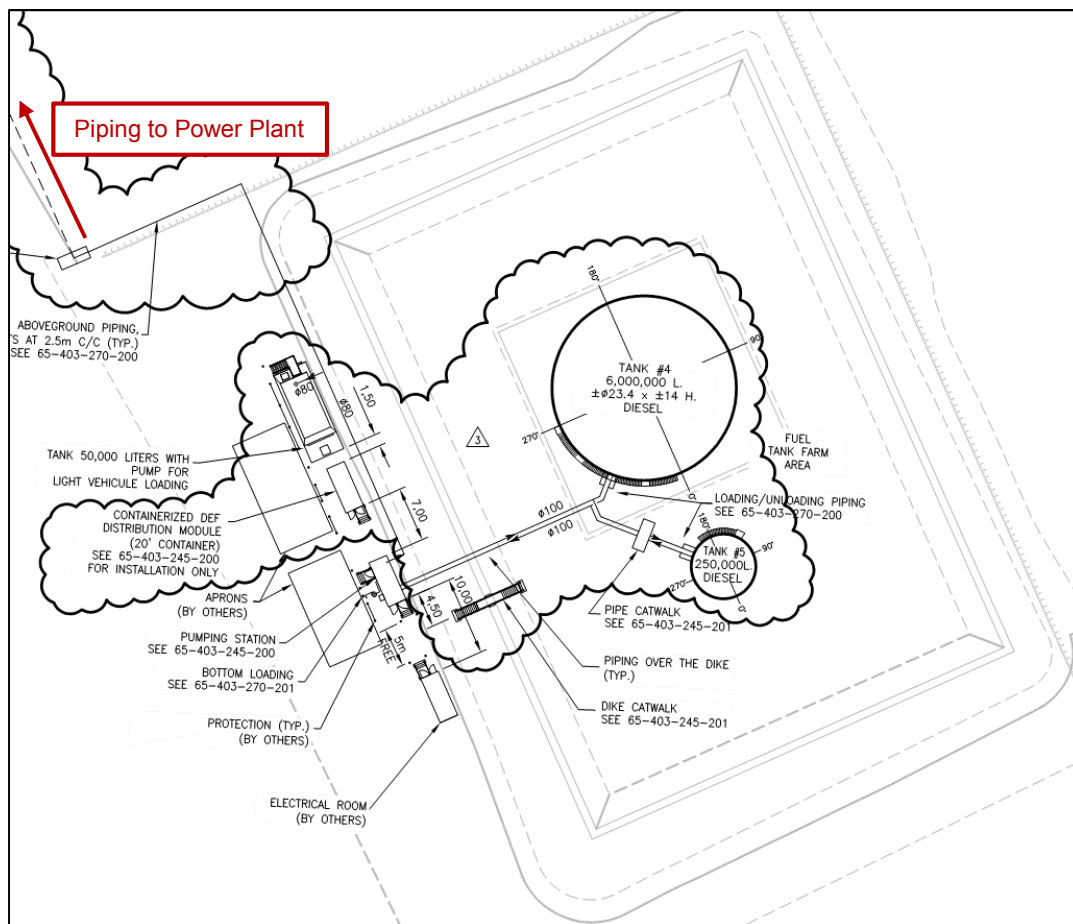 Piping to Power Plant
ABOVEGROUND PIPING,
TS AT 2.5m C/C (TYP.)
SEE 65-403-270-200
TANK 50,000 LITERS WITH
PUMP FOR
LIGHT VEHICULE LOADING
CONTAINERIZED DEF
DISTRIBUTION MODULE
(20' CONTAINER)
SEE 65-403-245-200
FOR INSTALLATION ONLY
APRONS
(BY OTHERS)
PUMPING STATION
SEE 65-403-245-200
BOTTOM LOADING
SEE 65-403-270-201
PROTECTION (TYP.)
(BY OTHERS)
ELECTRICAL ROOM
(BY OTHERS)
ø80
ø80
1,50
7,00
10,00
4,50
5m
FREE
3
ø100
ø100
180°
90°
270°
0°
TANK #4
6,000,000 L.
±ø23.4 x ±14 H.
DIESEL
FUEL
TANK FARM
AREA
LOADING/UNLOADING PIPING
SEE 65-403-270-200
180°
90°
270°
0°
TANK #5
250,000L.
DIESEL
PIPE CATWALK
SEE 65-403-245-201
PIPING OVER THE DIKE
(TYP.)
DIKE CATWALK
SEE 65-403-245-201